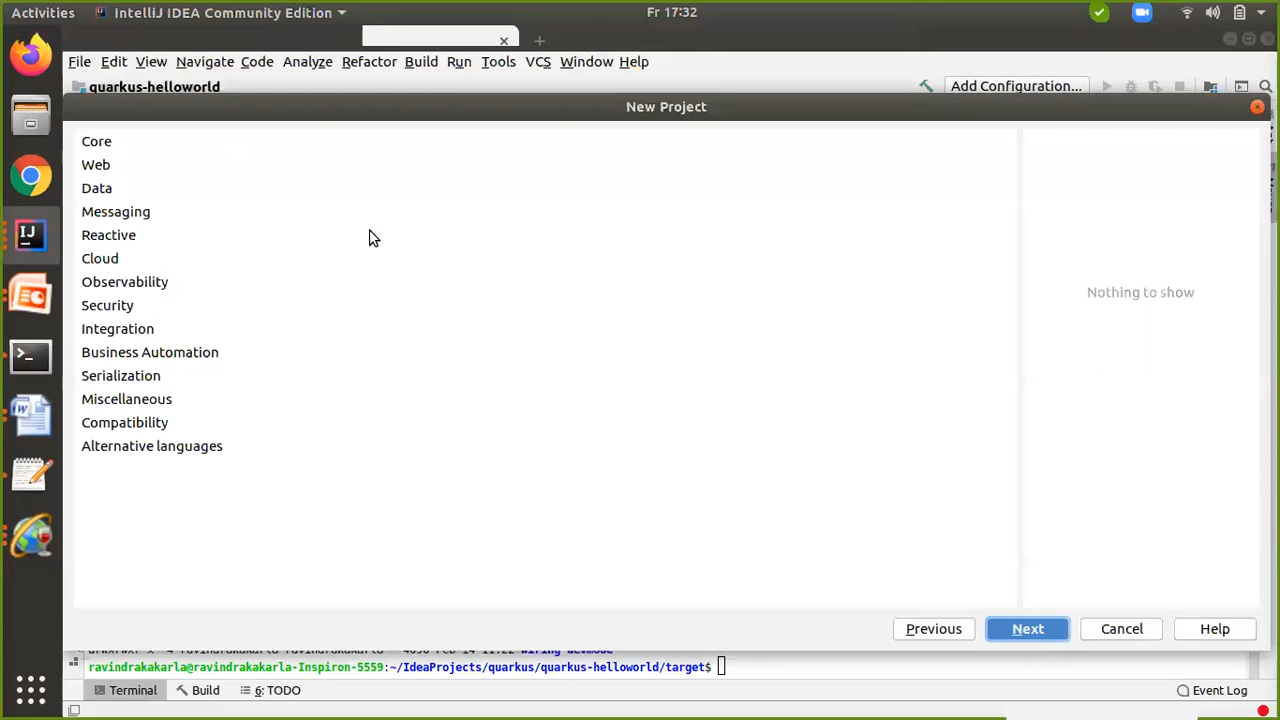 Activities
IntelliJ IDEA Community Edition
Fr 17:32
File Edit View Navigate Code Analyze Refactor Build Run Tools VCS Window Help
quarkus-helloworld
Add Configuration...
New Project
Core
Web
Data
Messaging
Reactive
Cloud
Observability
Security
Integration
Business Automation
Serialization
Miscellaneous
Compatibility
Alternative languages
Nothing to show
Previous
Next
Cancel
Help
ravindrakakarla@ravindrakakarla-Inspiron-5559:~/IdeaProjects/quarkus/quarkus-helloworld/target$
Terminal
Build
6: TODO
Event Log